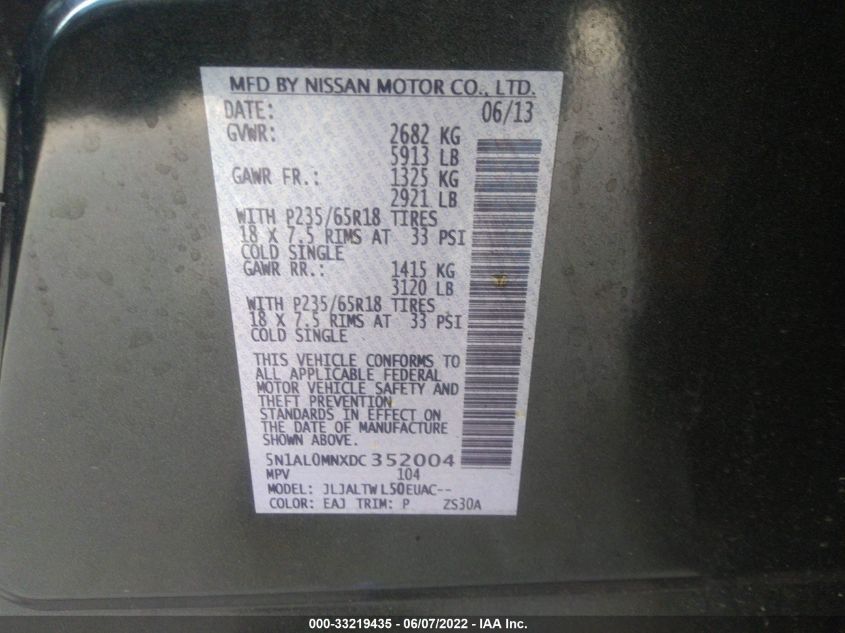 MFD BY NISSAN MOTOR CO., LTD.
DATE: 06/13
GVWR: 2682 KG
5913 LB
GAWR FR.: 1325 KG
2921 LB
WITH P235/65R18 TIRES
18 X 7.5 RIMS AT 33 PSI
COLD SINGLE
GAWR RR.: 1415 KG
3120 LB
WITH P235/65R18 TIRES
18 X 7.5 RIMS AT 33 PSI
COLD SINGLE
THIS VEHICLE CONFORMS TO
ALL APPLICABLE FEDERAL
MOTOR VEHICLE SAFETY AND
THEFT PREVENTION
STANDARDS IN EFFECT ON
THE DATE OF MANUFACTURE
SHOWN ABOVE.
5N1AL0MNXDC352004
MPV 104
MODEL: JLJALTWL50EUAC--
COLOR: EAJ TRIM: P ZS30A
000-33219435 - 06/07/2022 - IAA Inc.